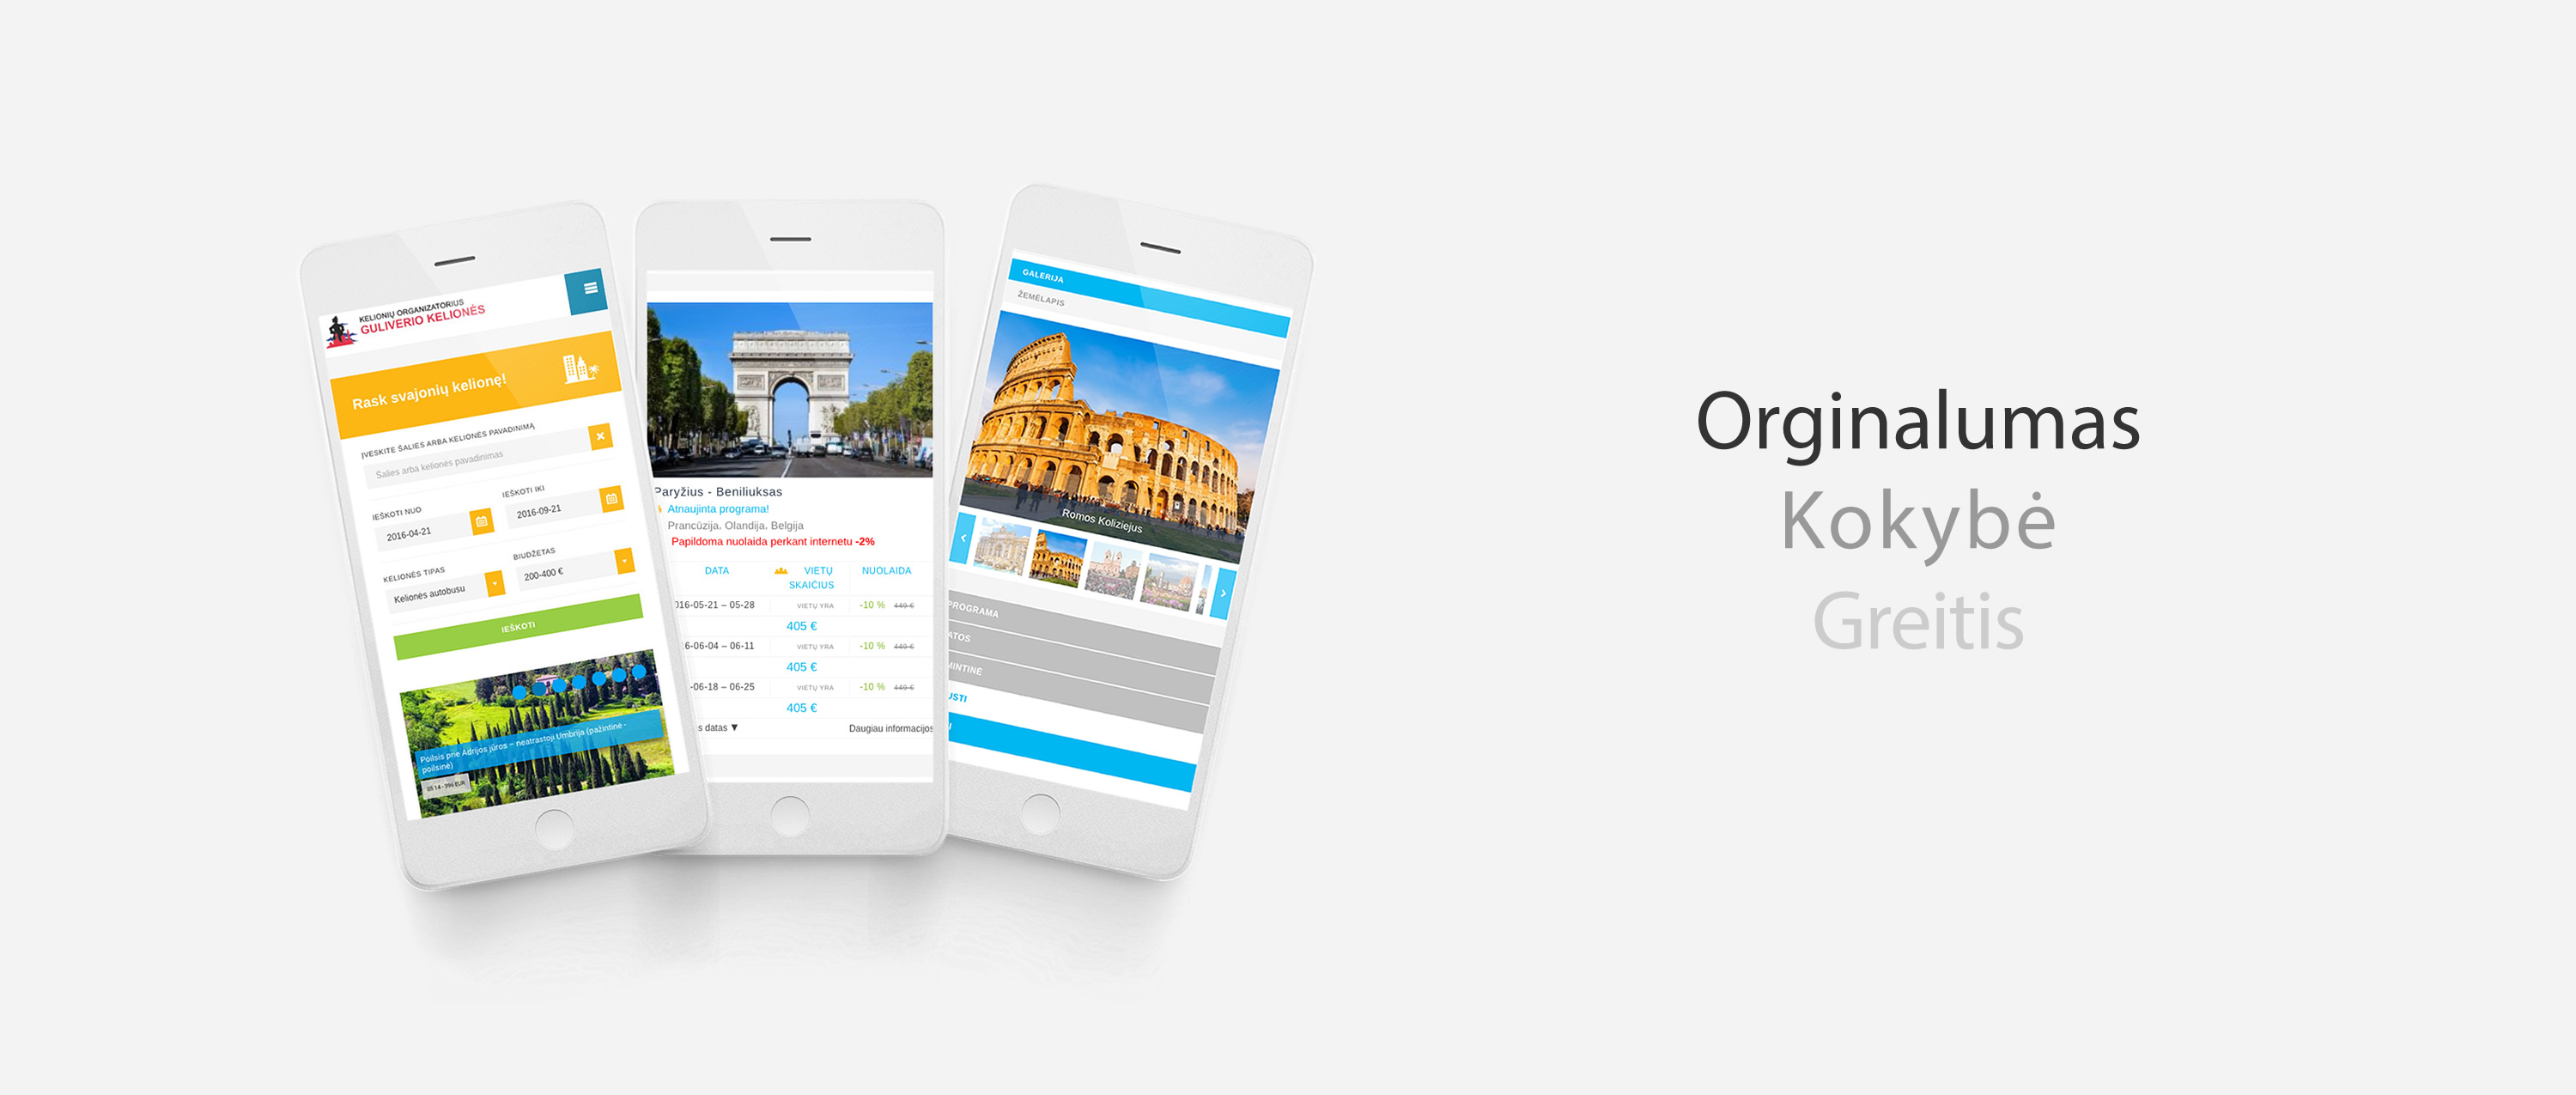 KELIONIŲ ORGANIZATORIUS
GULIVERIO KELIONĖS
Rask svajonių kelionę!
ĮVESKITE ŠALIES ARBA KELIONĖS PAVADINIMĄ
Šalies arba kelionės pavadinimas
IEŠKOTI NUO
IEŠKOTI IKI
2016-04-21
2016-09-21
KELIONĖS TIPAS
BIUDŽETAS
Kelionės autobusu
200-400 €
IEŠKOTI
Poilsis prie Adrijos jūros – neatrastoji Umbrija (pažintinė -
poilsinė)
05 14 - 396 EUR
Paryžius - Beniliuksas
Atnaujinta programa!
Prancūzija, Olandija, Belgija
Papildoma nuolaida perkant internetu -2%
DATA
VIETŲ
SKAIČIUS
NUOLAIDA
016-05-21 – 05-28 VIETŲ YRA -10 % 449 €
405 €
6-06-04 – 06-11 VIETŲ YRA -10 % 449 €
405 €
-06-18 – 06-25 VIETŲ YRA -10 % 449 €
405 €
s datas ▼ Daugiau informacijos
GALERIJA
ŽEMĖLAPIS
Romos Koliziejus
PROGRAMA
ATOS
MINTINĖ
USTI
Orginalumas
Kokybė
Greitis